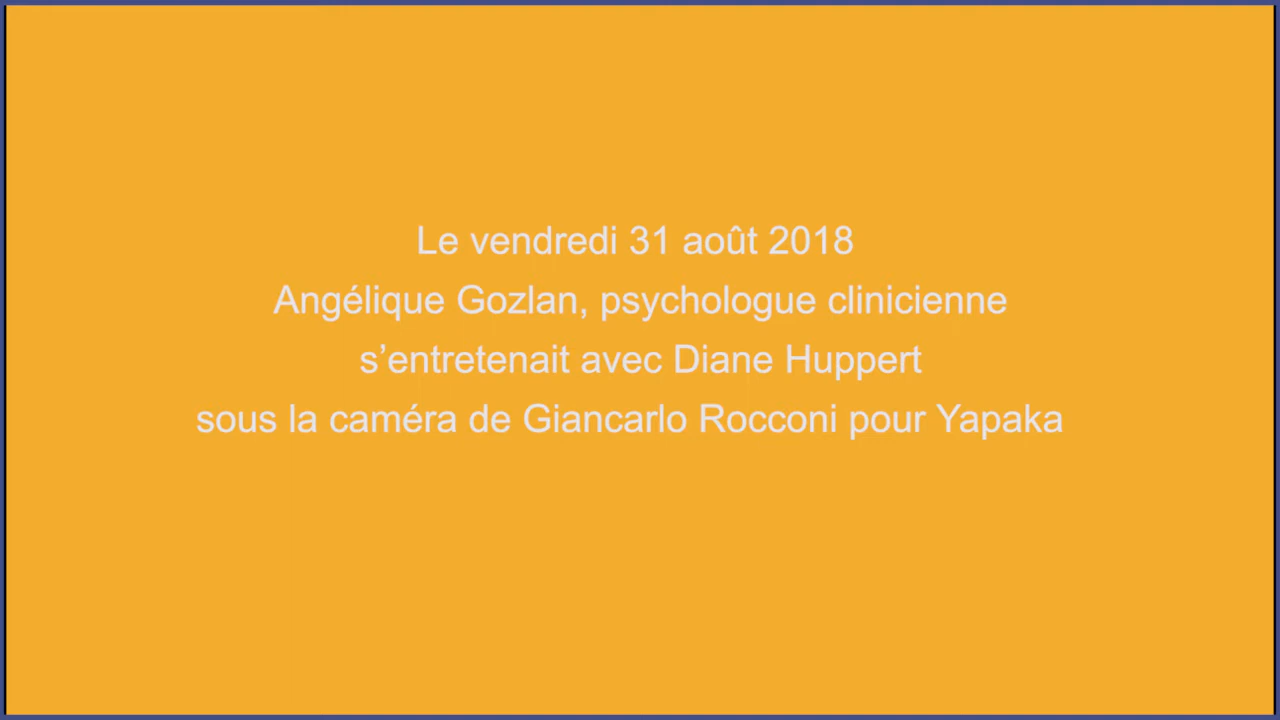 Le vendredi 31 août 2018
Angélique Gozlan, psychologue clinicienne
s’entretenait avec Diane Huppert
sous la caméra de Giancarlo Rocconi pour Yapaka